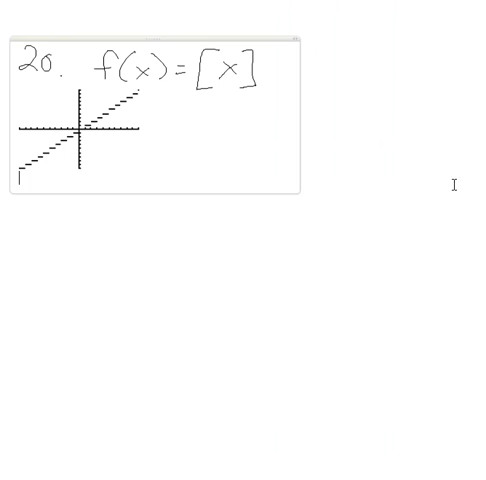 20. f(x) = [x]